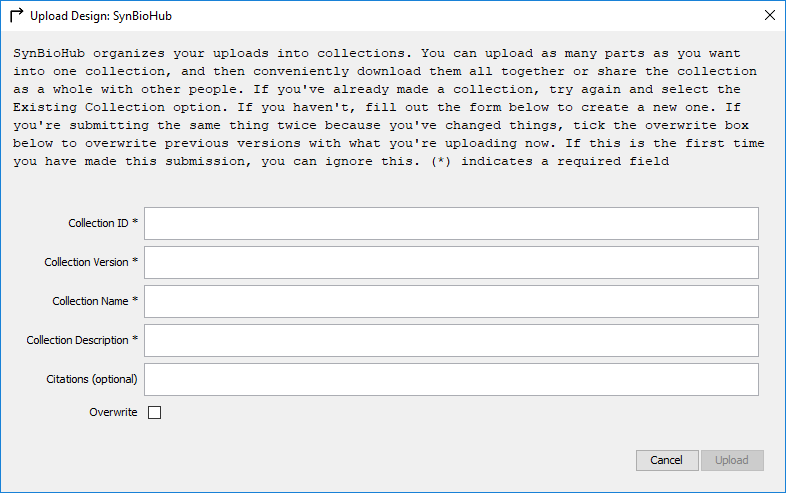 Upload Design: SynBioHub
SynBioHub organizes your uploads into collections. You can upload as many parts as you want
into one collection, and then conveniently download them all together or share the collection
as a whole with other people. If you've already made a collection, try again and select the
Existing Collection option. If you haven't, fill out the form below to create a new one. If
you're submitting the same thing twice because you've changed things, tick the overwrite box
below to overwrite previous versions with what you're uploading now. If this is the first time
you have made this submission, you can ignore this. (*) indicates a required field
Collection ID *
Collection Version *
Collection Name *
Collection Description *
Citations (optional)
Overwrite
Cancel Upload